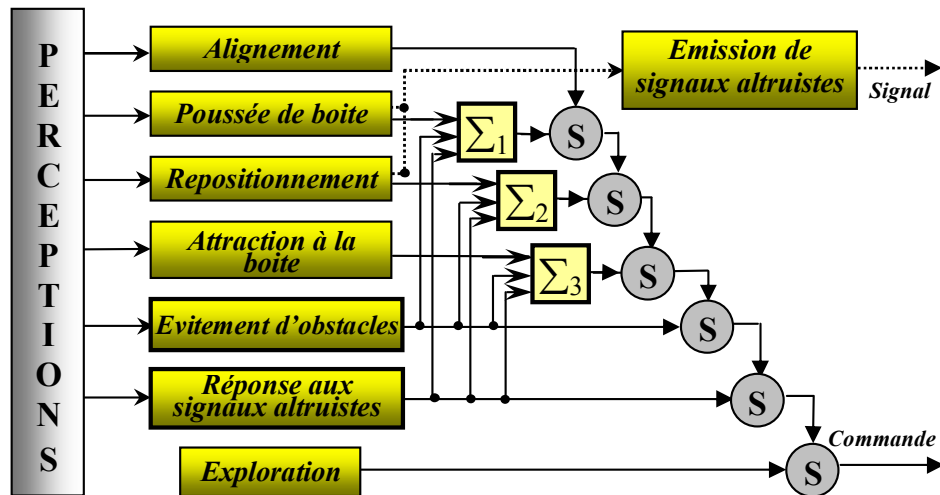 PERCEPTIONS
Alignement
Emission de
signaux altruistes
Signal
Poussée de boite
Σ1
S
Repositionnement
Σ2
S
Attraction à la
boite
Σ3
S
Evitement d'obstacles
S
Réponse aux
signaux altruistes
S
Commande
Exploration
S